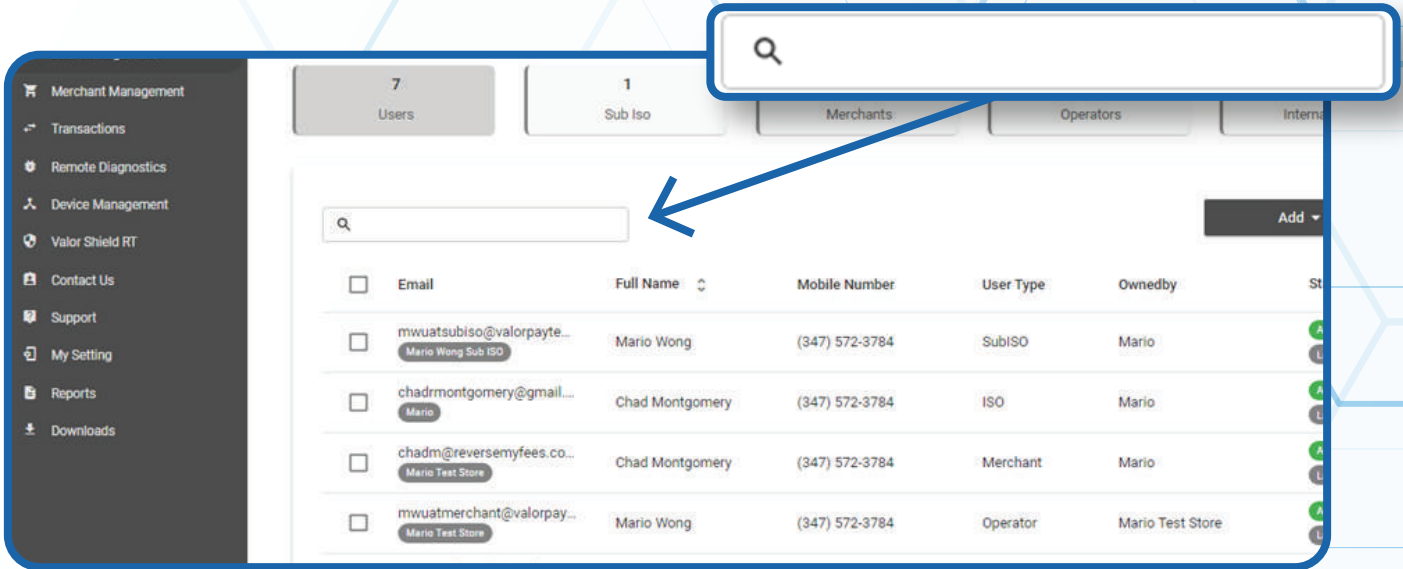 Merchant Management
Transactions
Remote Diagnostics
Device Management
Valor Shield RT
Contact Us
Support
My Setting
Reports
Downloads
7
Users
1
Sub Iso
Merchants
Operators
Add
Email Full Name Mobile Number User Type Ownedby
mwuatsubiso@valorpayte...
Mario Wong Sub ISO
Mario Wong (347) 572-3784 SubISO Mario
chadrmontgomery@gmail....
Mario
Chad Montgomery (347) 572-3784 ISO Mario
chadm@reversemyfees.co...
Mario Test Store
Chad Montgomery (347) 572-3784 Merchant Mario
mwuatmerchant@valorpay...
Mario Test Store
Mario Wong (347) 572-3784 Operator Mario Test Store